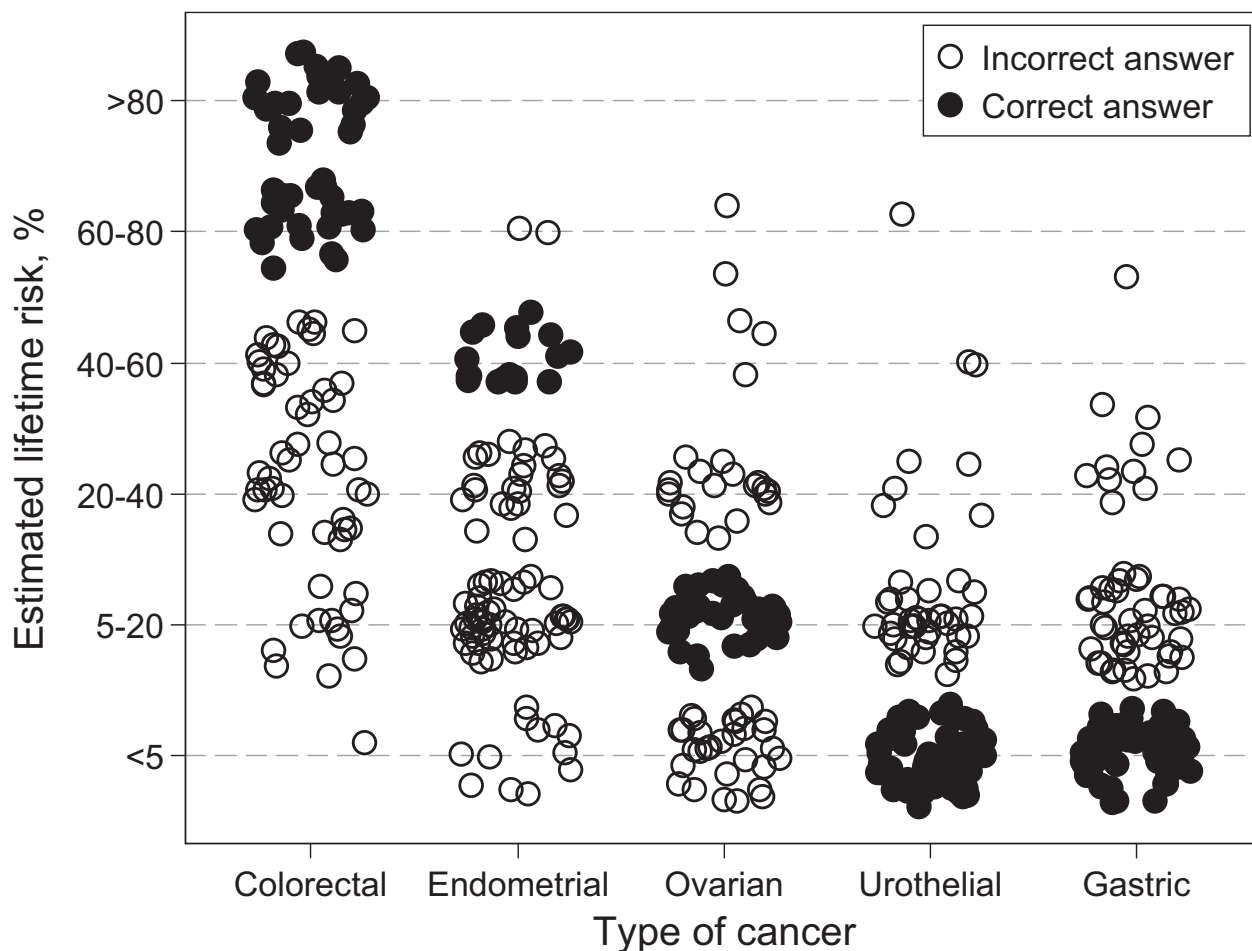 Incorrect answer
Correct answer
Estimated lifetime risk, %
>80
60-80
40-60
20-40
5-20
<5
Colorectal
Endometrial
Ovarian
Urothelial
Gastric
Type of cancer